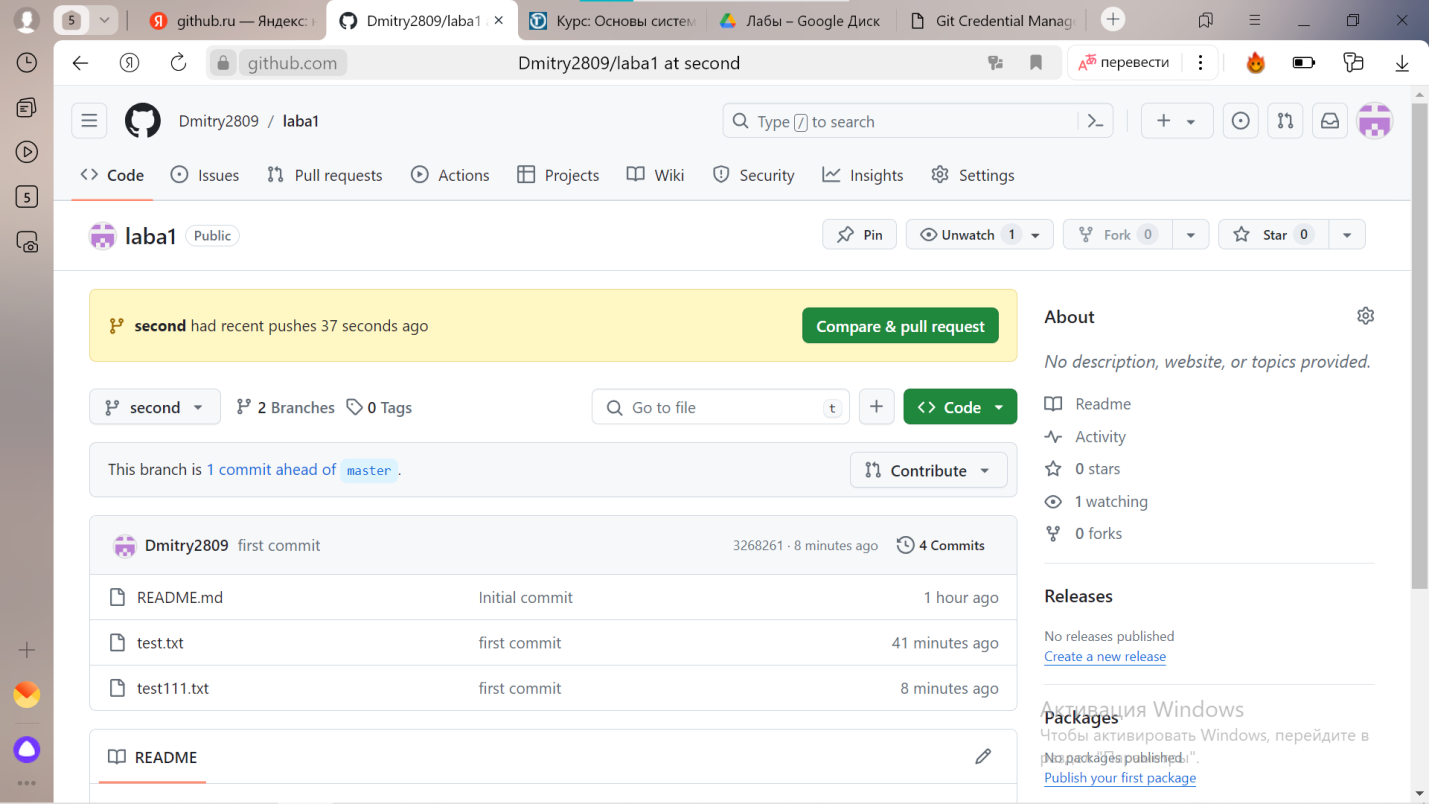 5
github.ru — Яндекс: н
Dmitry2809/laba1 a
Курс: Основы систем
Лабы – Google Диск
Git Credential Manage
github.com
Dmitry2809/laba1 at second
перевести
5
Dmitry2809 / laba1
Type / to search
Code
Issues
Pull requests
Actions
Projects
Wiki
Security
Insights
Settings
laba1
Public
Pin
Unwatch 1
Fork 0
Star 0
second had recent pushes 37 seconds ago
Compare & pull request
second
2 Branches
0 Tags
Go to file
t
Code
This branch is 1 commit ahead of master.
Contribute
Dmitry2809 first commit
3268261 · 8 minutes ago
4 Commits
README.md
Initial commit
1 hour ago
test.txt
first commit
41 minutes ago
test111.txt
first commit
8 minutes ago
README
About
No description, website, or topics provided.
Readme
Activity
0 stars
1 watching
0 forks
Releases
No releases published
Create a new release
Packages
No packages published
Publish your first package
Активация Windows
Чтобы активировать Windows, перейдите в
раздел "Параметры".